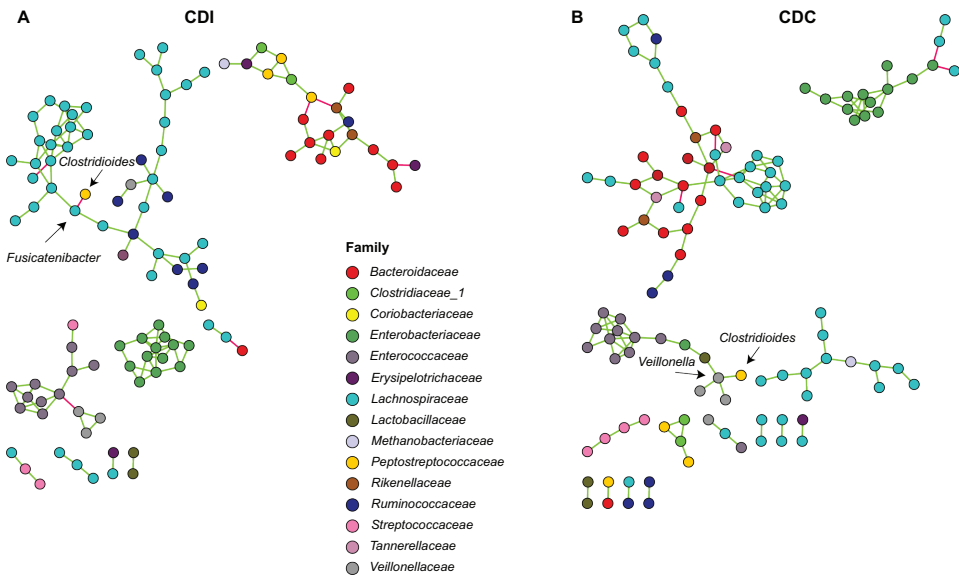 A
CDI
Clostridioides
Fusicatenibacter
B
CDC
Veillonella
Clostridioides
Family
Bacteroidaceae
Clostridiaceae_1
Coriobacteriaceae
Enterobacteriaceae
Enterococcaceae
Erysipelotrichaceae
Lachnospiraceae
Lactobacillaceae
Methanobacteriaceae
Peptostreptococcaceae
Rikenellaceae
Ruminococcaceae
Streptococcaceae
Tannerellaceae
Veillonellaceae